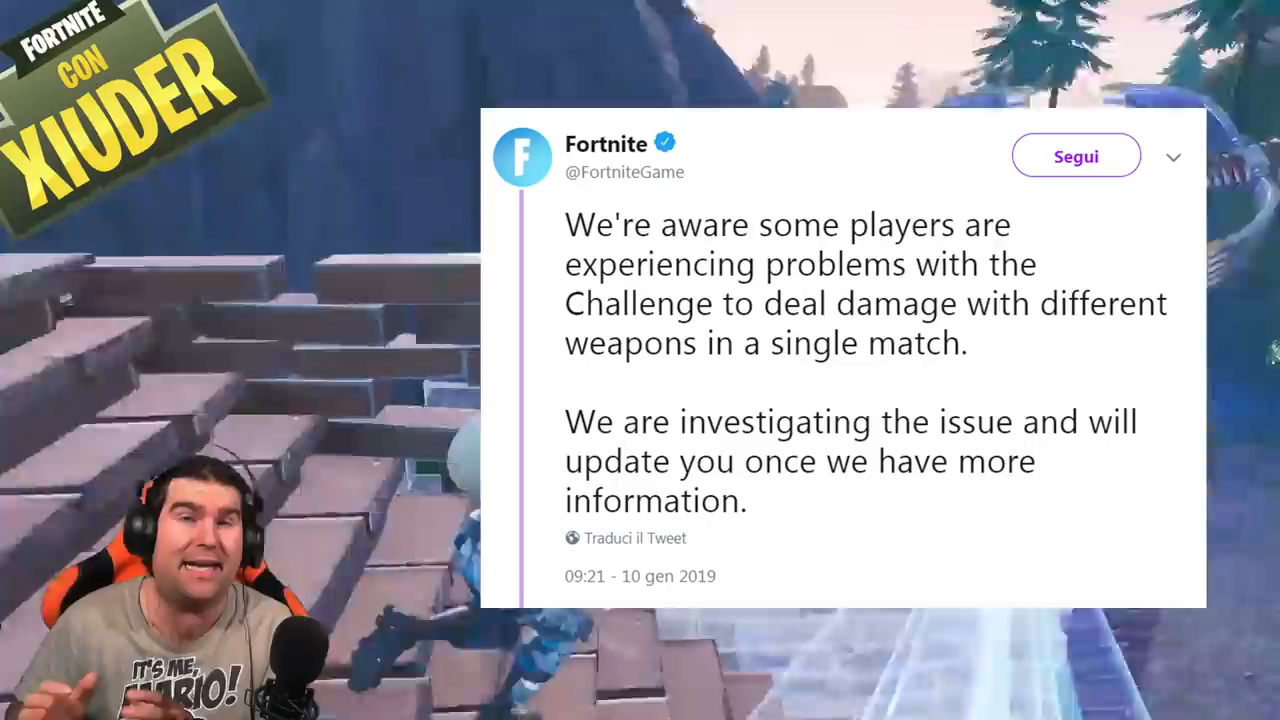 FORTNITE
CON
XIUDER
Fortnite
@FortniteGame
Segui
We're aware some players are
experiencing problems with the
Challenge to deal damage with different
weapons in a single match.
We are investigating the issue and will
update you once we have more
information.
Traduci il Tweet
09:21 - 10 gen 2019
IT'S ME,
MARIO!